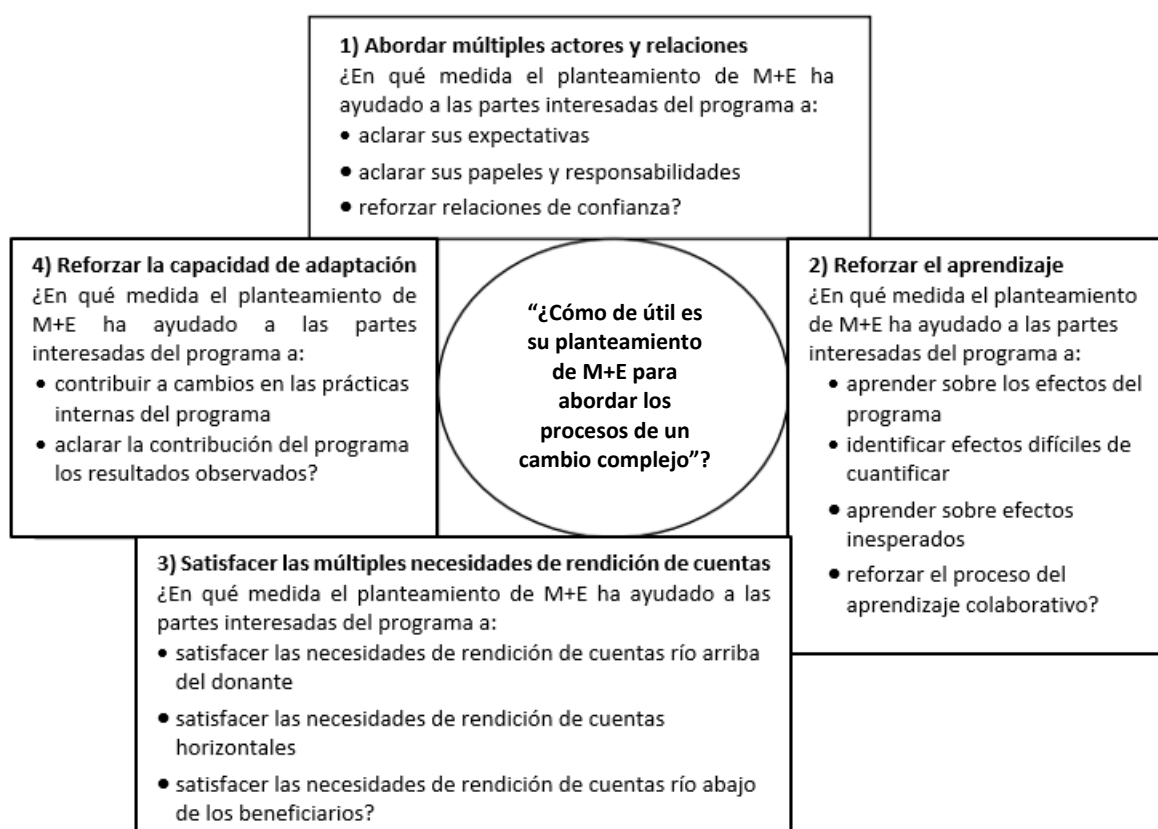 1) Abordar múltiples actores y relaciones
¿En qué medida el planteamiento de M+E ha
ayudado a las partes interesadas del programa a:
• aclarar sus expectativas
• aclarar sus papeles y responsabilidades
• reforzar relaciones de confianza?
4) Reforzar la capacidad de adaptación
¿En qué medida el planteamiento de
M+E ha ayudado a las partes
interesadas del programa a:
• contribuir a cambios en las prácticas
internas del programa
• aclarar la contribución del programa
los resultados observados?
“¿Cómo de útil es
su planteamiento
de M+E para
abordar los
procesos de un
cambio complejo”?
2) Reforzar el aprendizaje
¿En qué medida el planteamiento
de M+E ha ayudado a las partes
interesadas del programa a:
• aprender sobre los efectos del
programa
• identificar efectos difíciles de
cuantificar
• aprender sobre efectos
inesperados
• reforzar el proceso del
aprendizaje colaborativo?
3) Satisfacer las múltiples necesidades de rendición de cuentas
¿En qué medida el planteamiento de M+E ha ayudado a las
partes interesadas del programa a:
• satisfacer las necesidades de rendición de cuentas río arriba
del donante
• satisfacer las necesidades de rendición de cuentas
horizontales
• satisfacer las necesidades de rendición de cuentas río abajo
de los beneficiarios?